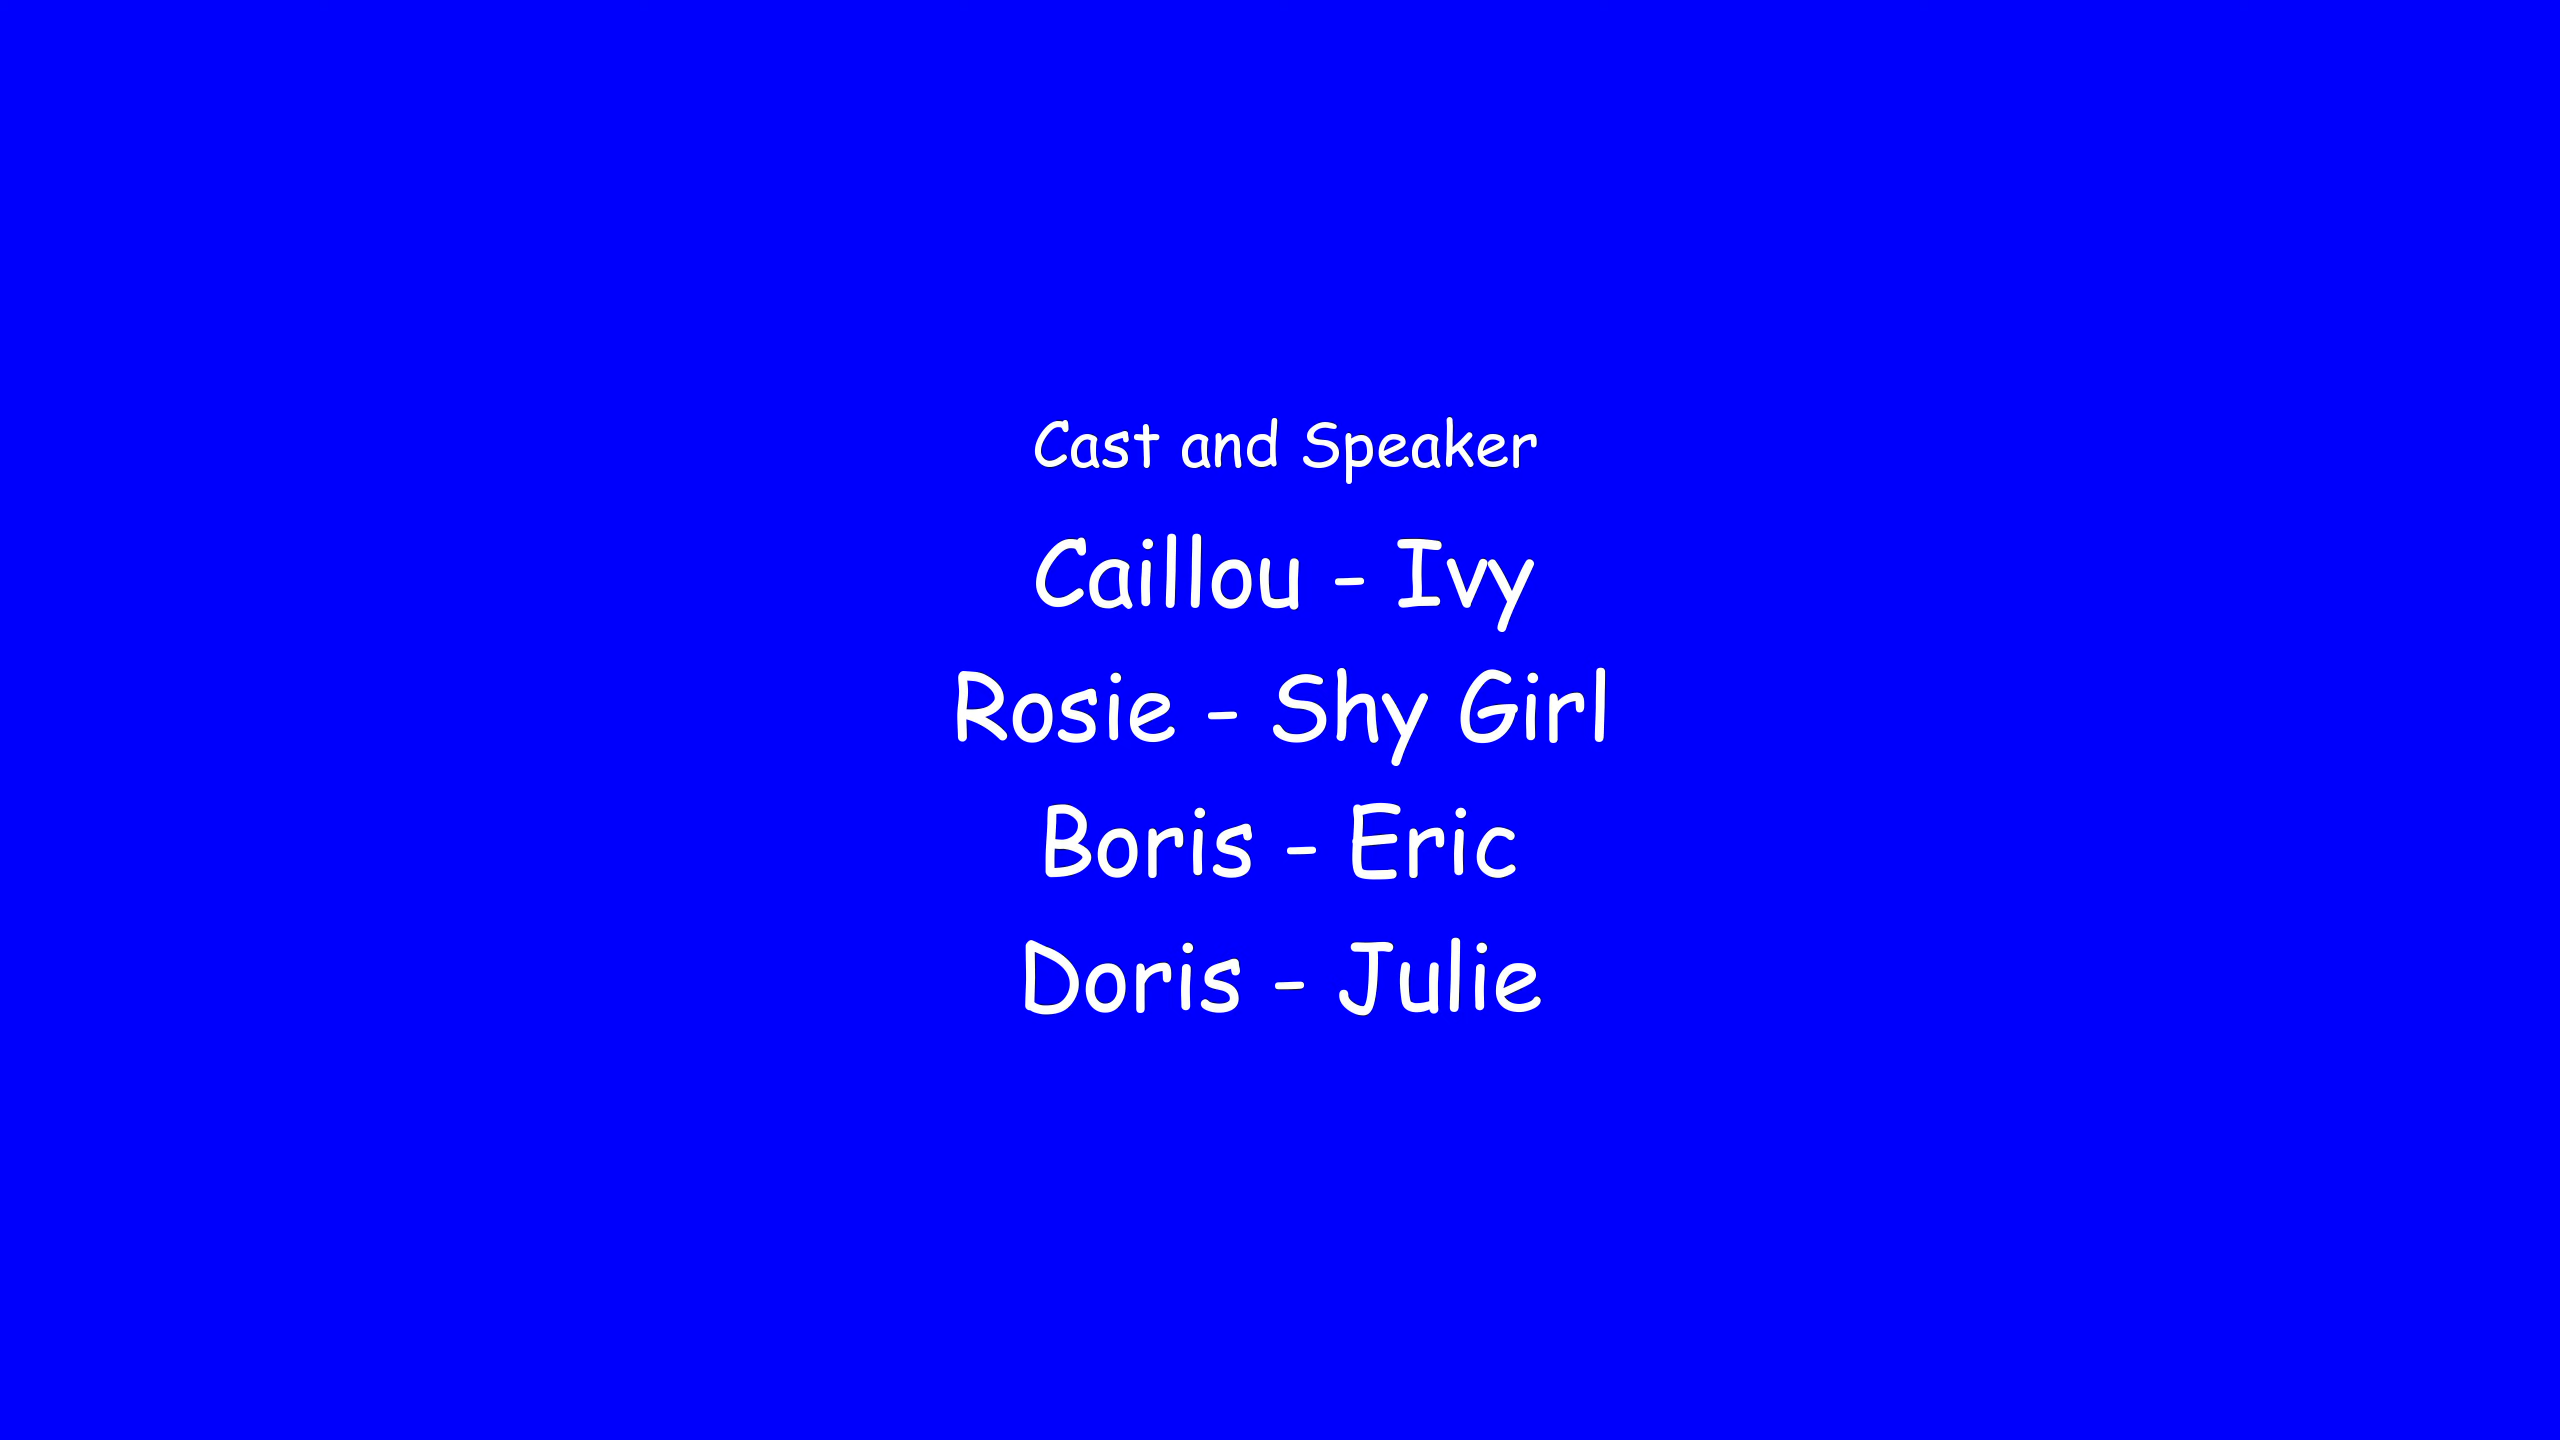 Cast and Speaker
Caillou - Ivy
Rosie - Shy Girl
Boris - Eric
Doris - Julie